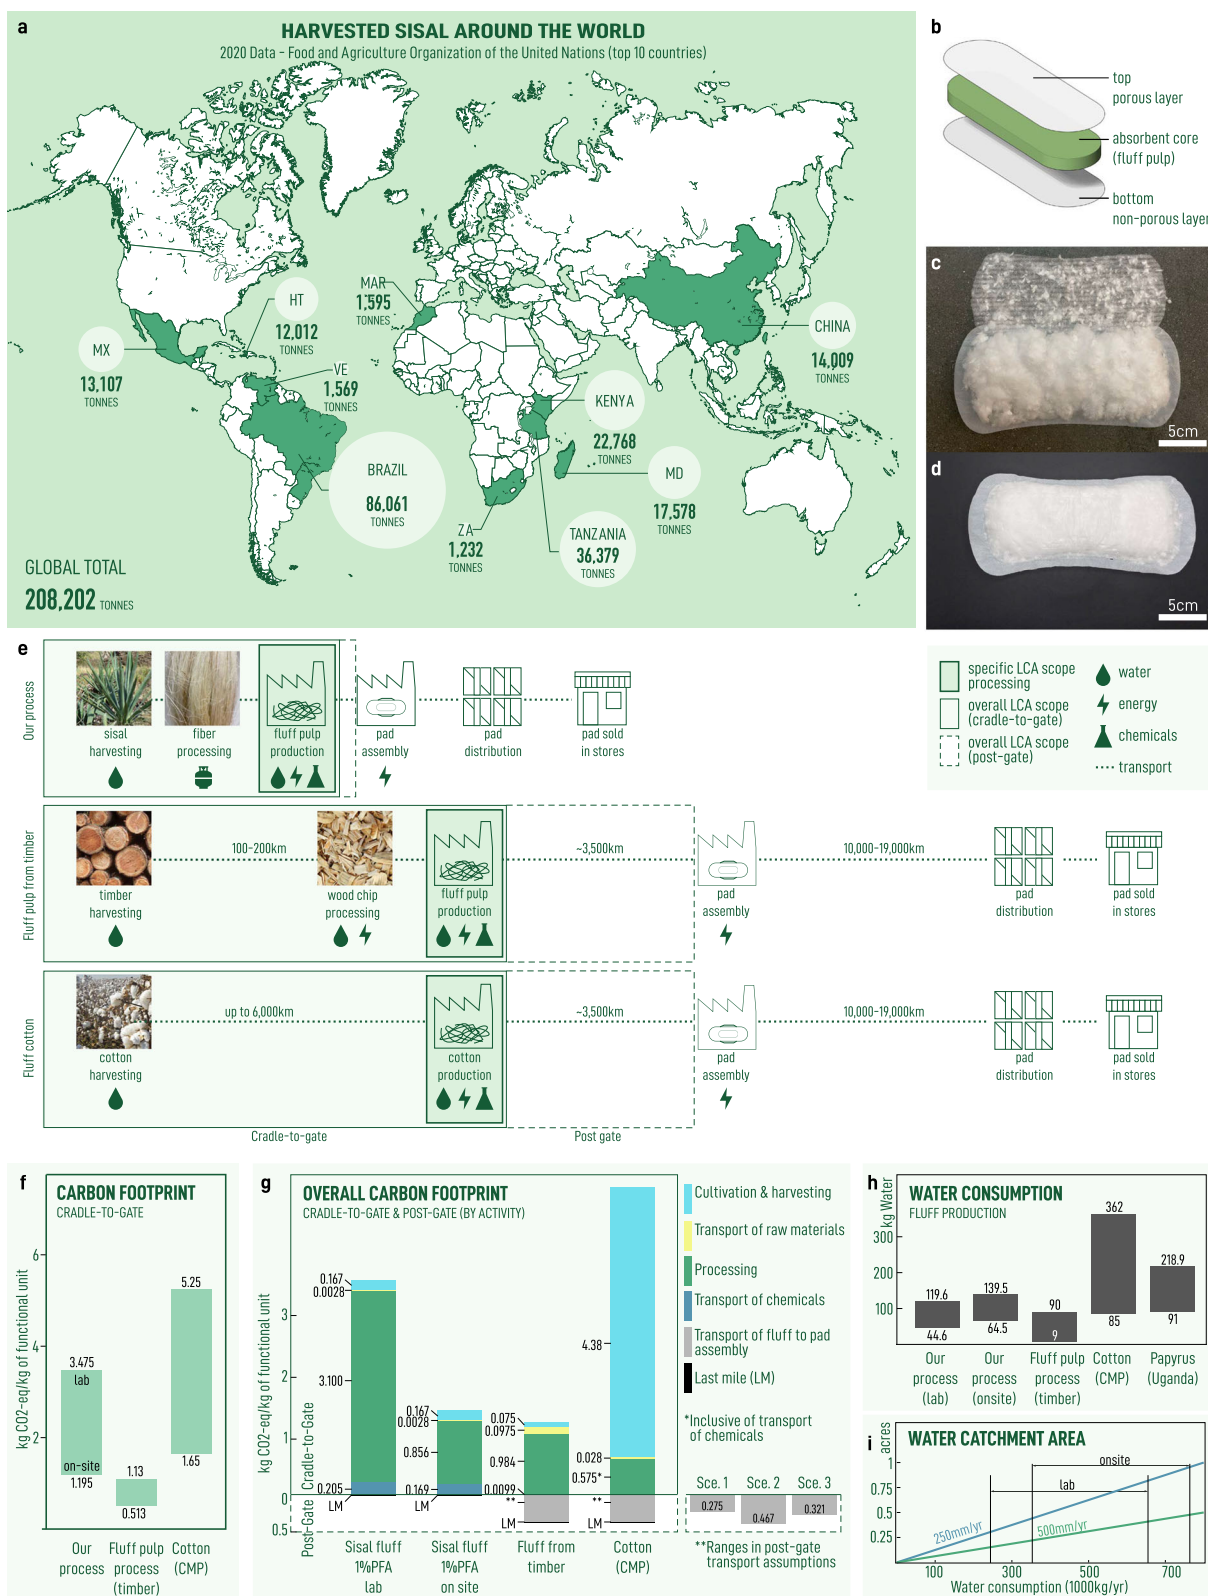 a
HARVESTED SISAL AROUND THE WORLD
2020 Data - Food and Agriculture Organization of the United Nations (top 10 countries)
MAR
1,595
TONNES
HT
12,012
TONNES
MX
13,107
TONNES
VE
1,569
TONNES
CHINA
14,009
TONNES
KENYA
22,768
TONNES
BRAZIL
86,061
TONNES
MD
17,578
TONNES
ZA
1,232
TONNES
TANZANIA
36,379
TONNES
GLOBAL TOTAL
208,202 TONNES
b
top
porous layer
absorbent core
(fluff pulp)
bottom
non-porous layer
c
5cm
d
5cm
e
Our process
sisal
harvesting
fiber
processing
fluff pulp
production
pad
assembly
pad
distribution
pad sold
in stores
specific LCA scope
processing
overall LCA scope
(cradle-to-gate)
overall LCA scope
(post-gate)
water
energy
chemicals
transport
Fluff pulp from timber
100-200km
~3,500km
10,000-19,000km
timber
harvesting
wood chip
processing
fluff pulp
production
pad
assembly
pad
distribution
pad sold
in stores
Fluff cotton
up to 6,000km
~3,500km
10,000-19,000km
cotton
harvesting
cotton
production
pad
assembly
pad
distribution
pad sold
in stores
Cradle-to-gate
Post gate
f
CARBON FOOTPRINT
CRADLE-TO-GATE
kg CO2-eq/kg of functional unit
6
4
2
3.475
lab
on-site
1.195
1.13
0.513
5.25
1.65
Our
process
Fluff pulp
process
(timber)
Cotton
(CMP)
g
OVERALL CARBON FOOTPRINT
CRADLE-TO-GATE & POST-GATE (BY ACTIVITY)
kg CO2-eq/kg of functional unit
Cradle-to-Gate
Post-Gate
3
2
1
0
0.5
0.167
0.0028
3.100
0.205
LM
0.167
0.0028
0.856
0.169
LM
0.075
0.0975
0.984
0.0099
**
LM
4.38
0.028
0.575*
**
LM
Sisal fluff
1%PFA
lab
Sisal fluff
1%PFA
on site
Fluff from
timber
Cotton
(CMP)
Cultivation & harvesting
Transport of raw materials
Processing
Transport of chemicals
Transport of fluff to pad
assembly
Last mile (LM)
*Inclusive of transport
of chemicals
Sce. 1
Sce. 2
Sce. 3
0.275
0.467
0.321
**Ranges in post-gate
transport assumptions
h
WATER CONSUMPTION
FLUFF PRODUCTION
kg Water
300
200
100
119.6
44.6
139.5
64.5
90
9
362
85
218.9
91
Our
process
(lab)
Our
process
(onsite)
Fluff pulp
process
(timber)
Cotton
(CMP)
Papyrus
(Uganda)
i
WATER CATCHMENT AREA
acres
1
0.75
0.5
0.25
onsite
lab
250mm/yr
500mm/yr
100
300
500
700
Water consumption (1000kg/yr)